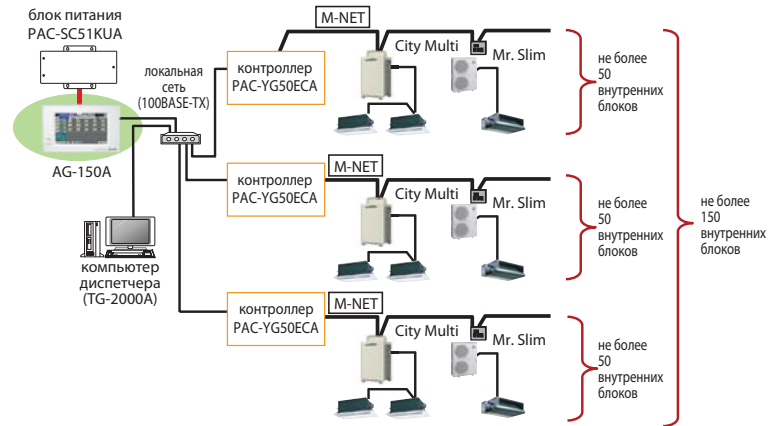 блок питания
PAC-SC51KUA
AG-150A
компьютер
диспетчера
(TG-2000A)
локальная
сеть
(100BASE-TX)
контроллер
PAC-YG50ECA
M-NET
City Multi
Mr. Slim
не более
50
внутренних
блоков
контроллер
PAC-YG50ECA
M-NET
City Multi
Mr. Slim
не более
50
внутренних
блоков
контроллер
PAC-YG50ECA
M-NET
City Multi
Mr. Slim
не более
50
внутренних
блоков
не более
150
внутренних
блоков